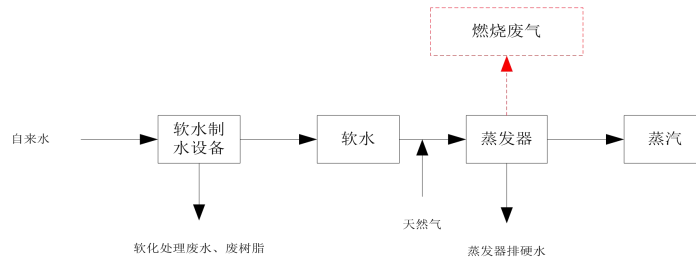 燃烧废气
自来水
软水制
水设备
软水
蒸发器
蒸汽
天然气
软化处理废水、废树脂
蒸发器排硬水